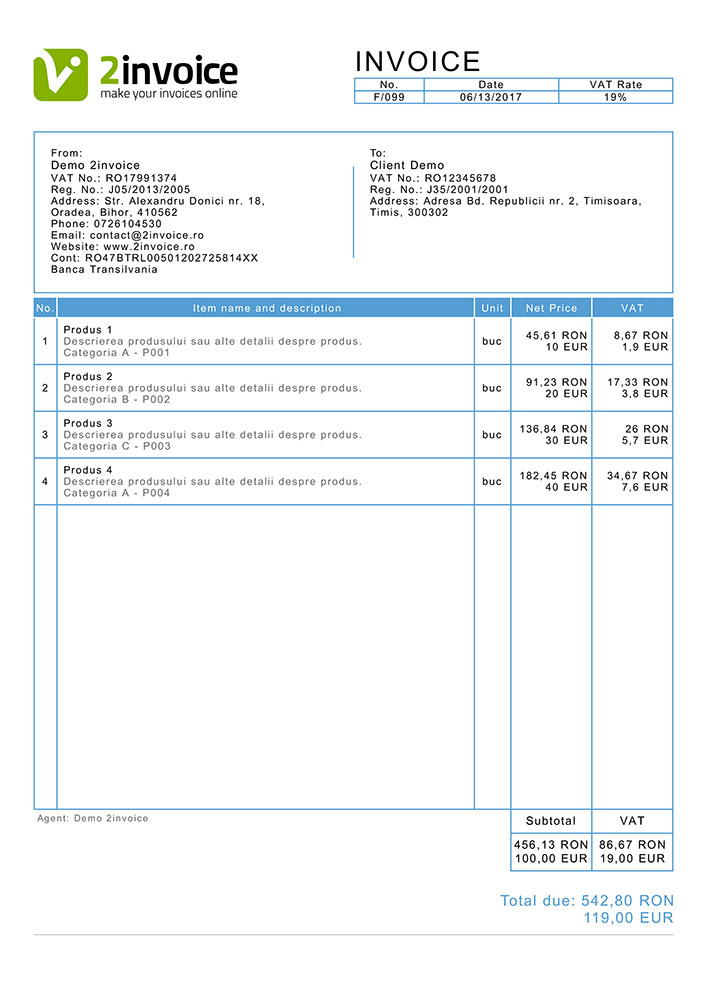 2invoice
make your invoices online
INVOICE
No. Date VAT Rate
F/099 06/13/2017 19%
From:
Demo 2invoice
VAT No.: RO17991374
Reg. No.: J05/2013/2005
Address: Str. Alexandru Donici nr. 18,
Oradea, Bihor, 410562
Phone: 0726104530
Email: contact@2invoice.ro
Website: www.2invoice.ro
Cont: RO47BTRL00501202725814XX
Banca Transilvania
To:
Client Demo
VAT No.: RO12345678
Reg. No.: J35/2001/2001
Address: Adresa Bd. Republicii nr. 2, Timisoara,
Timis, 300302
No. Item name and description Unit Net Price VAT
Produs 1
1 Descrierea produsului sau alte detalii despre produs. buc 45,61 RON 8,67 RON
Categoria A - P001 10 EUR 1,9 EUR
Produs 2
2 Descrierea produsului sau alte detalii despre produs. buc 91,23 RON 17,33 RON
Categoria B - P002 20 EUR 3,8 EUR
Produs 3
3 Descrierea produsului sau alte detalii despre produs. buc 136,84 RON 26 RON
Categoria C - P003 30 EUR 5,7 EUR
Produs 4
4 Descrierea produsului sau alte detalii despre produs. buc 182,45 RON 34,67 RON
Categoria A - P004 40 EUR 7,6 EUR
Agent: Demo 2invoice
Subtotal VAT
456,13 RON 86,67 RON
100,00 EUR 19,00 EUR
Total due: 542,80 RON
119,00 EUR